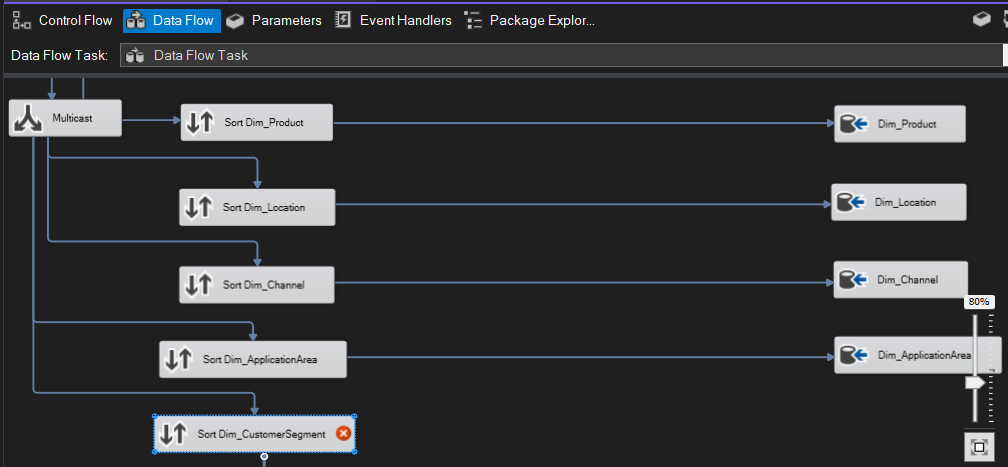 Control Flow
Data Flow
Parameters
Event Handlers
Package Explor...
Data Flow Task:
Data Flow Task
Multicast
Sort Dim_Product
Dim_Product
Sort Dim_Location
Dim_Location
Sort Dim_Channel
Dim_Channel
80%
Sort Dim_ApplicationArea
Dim_ApplicationArea
Sort Dim_CustomerSegment